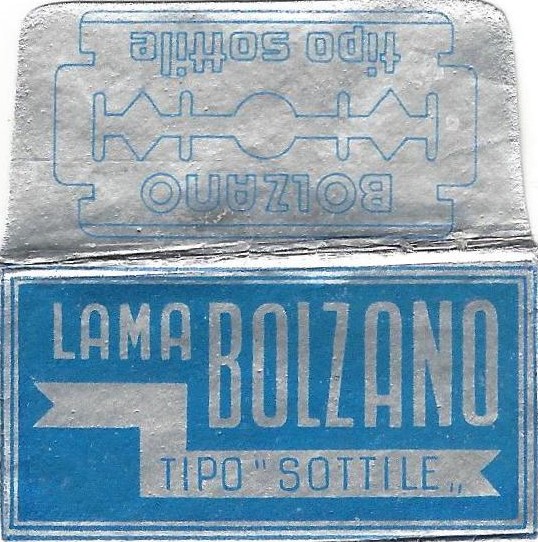 tipo sottile
BOLZANO
LAMA BOLZANO
TIPO "SOTTILE„